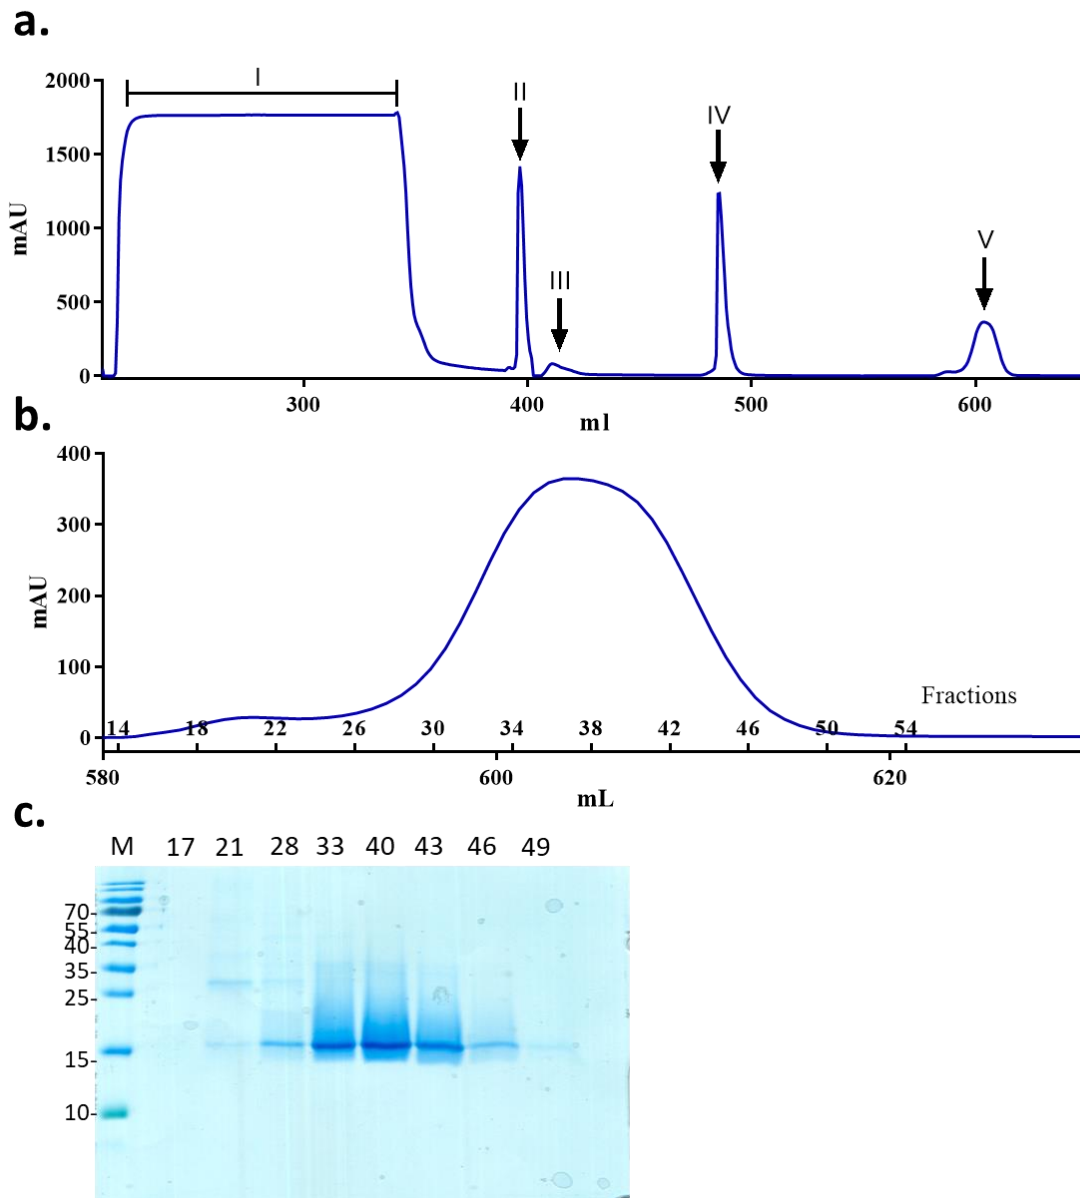 a.
2000
1500
1000
500
0
mAU
I
II
III
IV
V
300 400 500 600
ml
b.
400
300
200
100
0
mAU
Fractions
14 18 22 26 30 34 38 42 46 50 54
580 600 620
mL
c.
M 17 21 28 33 40 43 46 49
70-
55-
40-
35-
25-
15-
10-